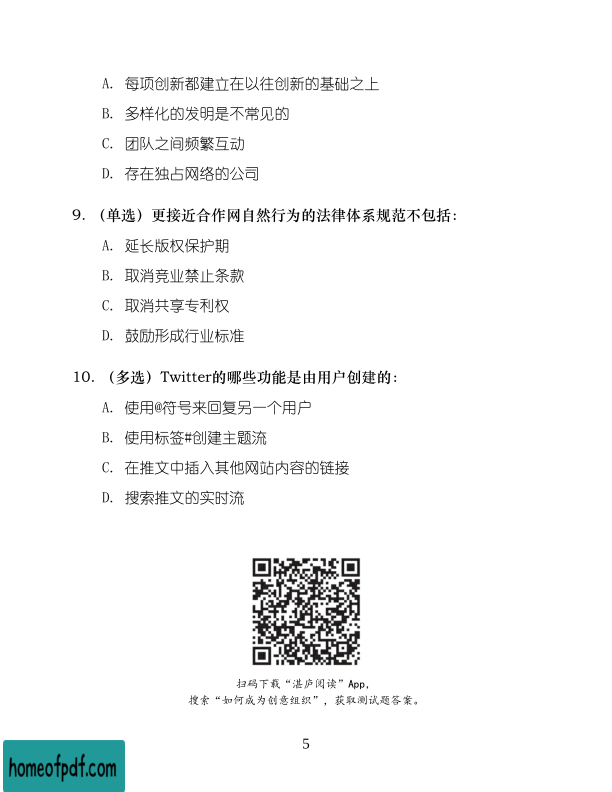 A. 每项创新都建立在以往创新的基础之上
B. 多样化的发明是不常见的
C. 团队之间频繁互动
D. 存在独占网络的公司
9. （单选）更接近合作网自然行为的法律体系规范不包括：
A. 延长版权保护期
B. 取消竞业禁止条款
C. 取消共享专利权
D. 鼓励形成行业标准
10. （多选）Twitter的哪些功能是由用户创建的：
A. 使用@符号来回复另一个用户
B. 使用标签#创建主题流
C. 在推文中插入其他网站内容的链接
D. 搜索推文的实时流
扫码下载“湛庐阅读”App，
搜索“如何成为创意组织”，获取测试题答案。
5
homeofpdf.com